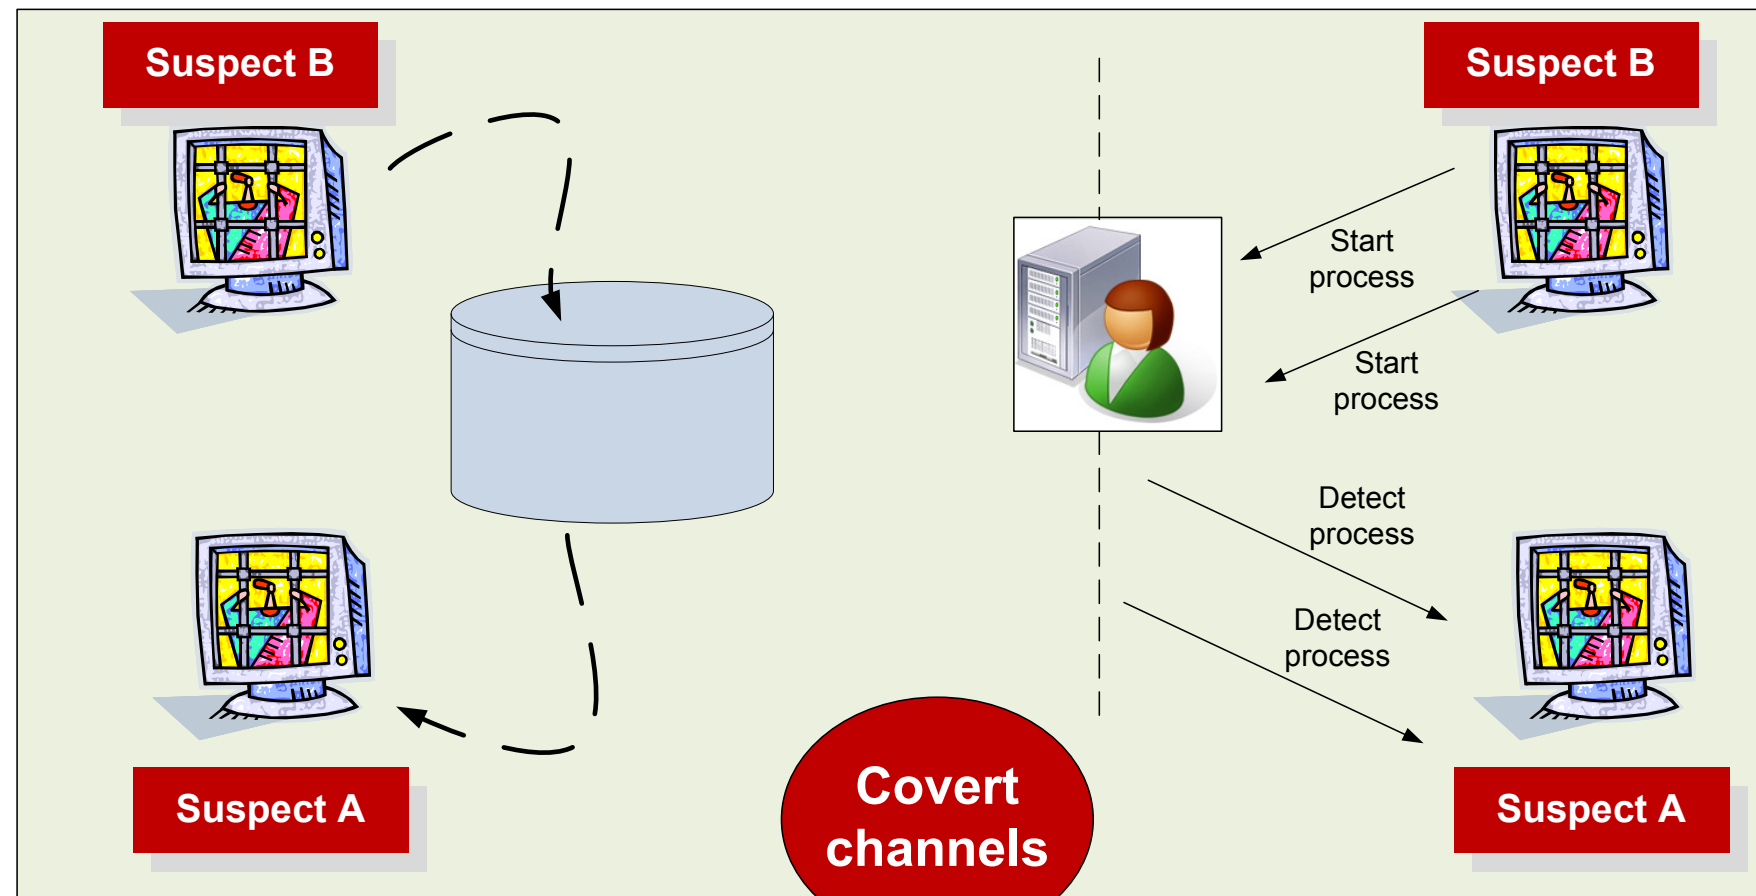 Suspect B
Suspect B
Start
process
Start
process
Detect
process
Detect
process
Suspect A
Suspect A
Covert
channels